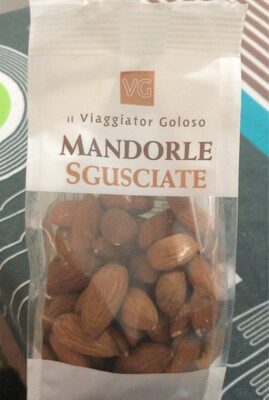 VG
il Viaggiator Goloso
MANDORLE
SGUSCIATE